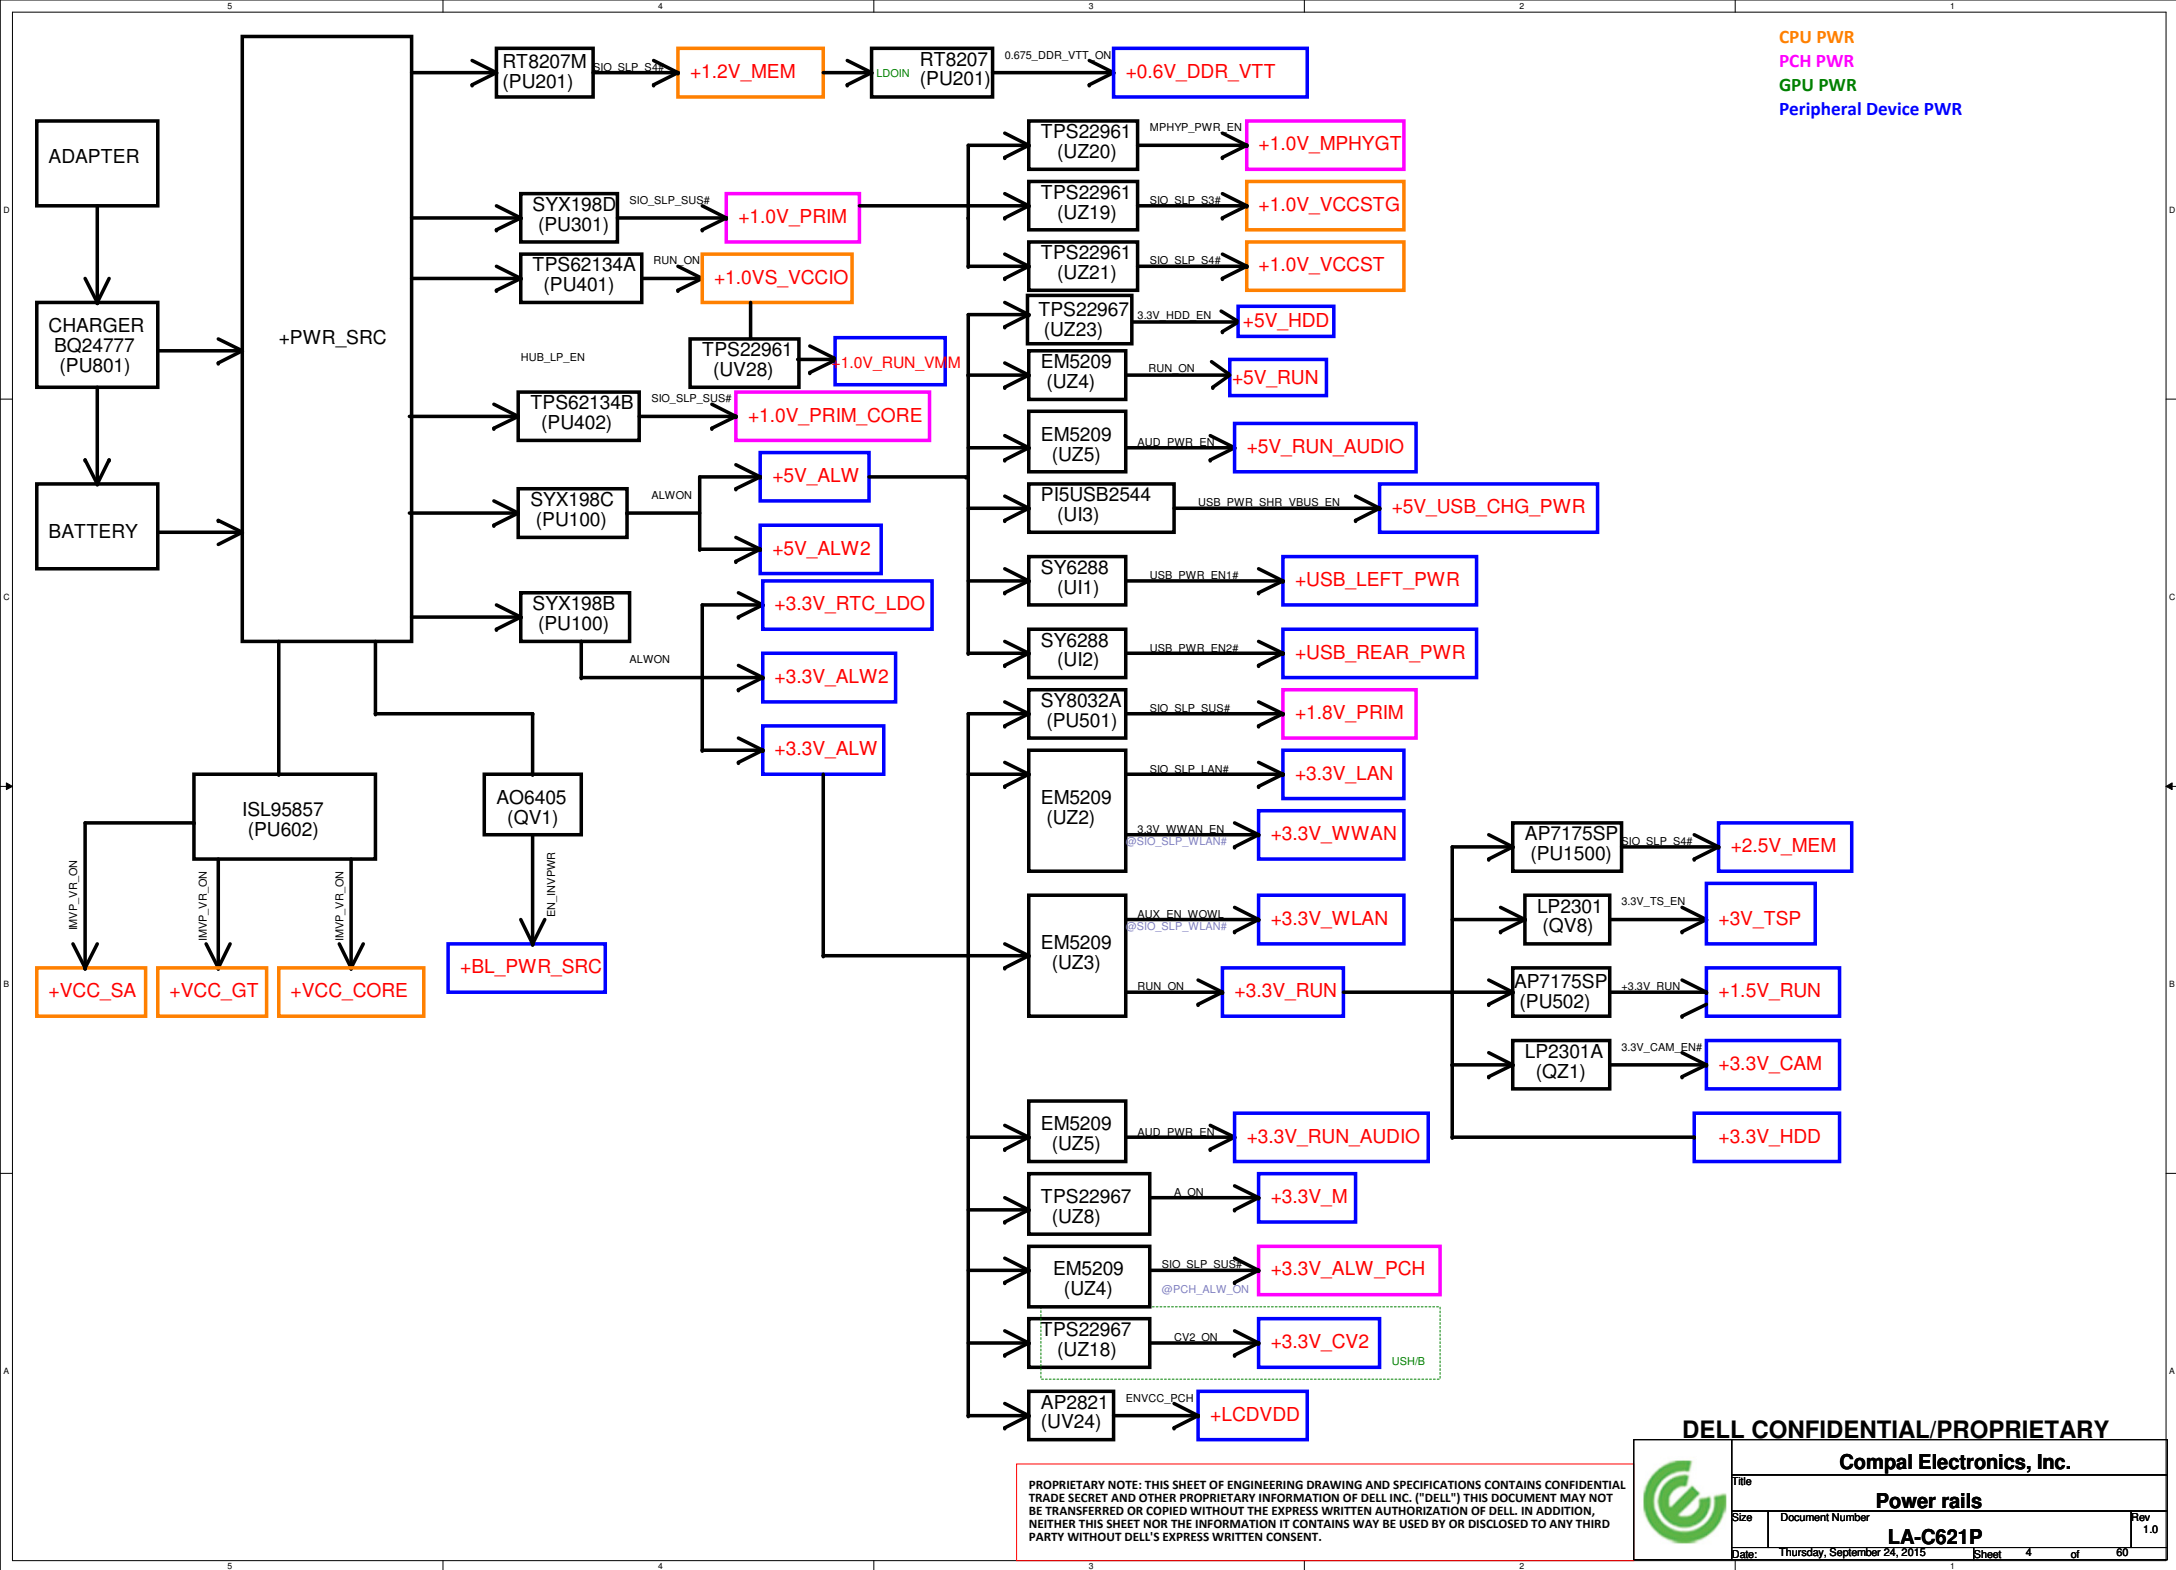 5 4 3 2 1
CPU PWR
PCH PWR
GPU PWR
Peripheral Device PWR
RT8207M
(PU201)
SIO_SLP_S4#
+1.2V_MEM
LDOIN
RT8207
(PU201)
0.675_DDR_VTT_ON
+0.6V_DDR_VTT
ADAPTER
CHARGER
BQ24777
(PU801)
BATTERY
+PWR_SRC
SYX198D
(PU301)
SIO_SLP_SUS#
+1.0V_PRIM
TPS62134A
(PU401)
RUN_ON
+1.0VS_VCCIO
HUB_LP_EN
TPS22961
(UV28)
+1.0V_RUN_VMM
TPS62134B
(PU402)
SIO_SLP_SUS#
+1.0V_PRIM_CORE
SYX198C
(PU100)
ALWON
+5V_ALW
+5V_ALW2
SYX198B
(PU100)
ALWON
+3.3V_RTC_LDO
+3.3V_ALW2
+3.3V_ALW
ISL95857
(PU602)
AO6405
(QV1)
IMVP_VR_ON
IMVP_VR_ON
IMVP_VR_ON
EN_INVPWR
+VCC_SA
+VCC_GT
+VCC_CORE
+BL_PWR_SRC
TPS22961
(UZ20)
MPHYP_PWR_EN
+1.0V_MPHYGT
TPS22961
(UZ19)
SIO_SLP_S3#
+1.0V_VCCSTG
TPS22961
(UZ21)
SIO_SLP_S4#
+1.0V_VCCST
TPS22967
(UZ23)
3.3V_HDD_EN
+5V_HDD
EM5209
(UZ4)
RUN_ON
+5V_RUN
EM5209
(UZ5)
AUD_PWR_EN
+5V_RUN_AUDIO
PI5USB2544
(UI3)
USB_PWR_SHR_VBUS_EN
+5V_USB_CHG_PWR
SY6288
(UI1)
USB_PWR_EN1#
+USB_LEFT_PWR
SY6288
(UI2)
USB_PWR_EN2#
+USB_REAR_PWR
SY8032A
(PU501)
SIO_SLP_SUS#
+1.8V_PRIM
EM5209
(UZ2)
SIO_SLP_LAN#
+3.3V_LAN
3.3V_WWAN_EN
@SIO_SLP_WLAN#
+3.3V_WWAN
EM5209
(UZ3)
AUX_EN_WOWL
@SIO_SLP_WLAN#
+3.3V_WLAN
RUN_ON
+3.3V_RUN
AP7175SP
(PU1500)
SIO_SLP_S4#
+2.5V_MEM
LP2301
(QV8)
3.3V_TS_EN
+3V_TSP
AP7175SP
(PU502)
+3.3V_RUN
+1.5V_RUN
LP2301A
(QZ1)
3.3V_CAM_EN#
+3.3V_CAM
+3.3V_HDD
EM5209
(UZ5)
AUD_PWR_EN
+3.3V_RUN_AUDIO
TPS22967
(UZ8)
A_ON
+3.3V_M
EM5209
(UZ4)
SIO_SLP_SUS#
@PCH_ALW_ON
+3.3V_ALW_PCH
TPS22967
(UZ18)
CV2_ON
+3.3V_CV2
USH/B
AP2821
(UV24)
ENVCC_PCH
+LCDVDD
D D
C C
B B
A A
DELL CONFIDENTIAL/PROPRIETARY
Compal Electronics, Inc.
Title
Power rails
Size Document Number Rev
LA-C621P 1.0
Date: Thursday, September 24, 2015 Sheet 4 of 60
PROPRIETARY NOTE: THIS SHEET OF ENGINEERING DRAWING AND SPECIFICATIONS CONTAINS CONFIDENTIAL
TRADE SECRET AND OTHER PROPRIETARY INFORMATION OF DELL INC. ("DELL") THIS DOCUMENT MAY NOT
BE TRANSFERRED OR COPIED WITHOUT THE EXPRESS WRITTEN AUTHORIZATION OF DELL. IN ADDITION,
NEITHER THIS SHEET NOR THE INFORMATION IT CONTAINS WAY BE USED BY OR DISCLOSED TO ANY THIRD
PARTY WITHOUT DELL'S EXPRESS WRITTEN CONSENT.
5 4 3 2 1